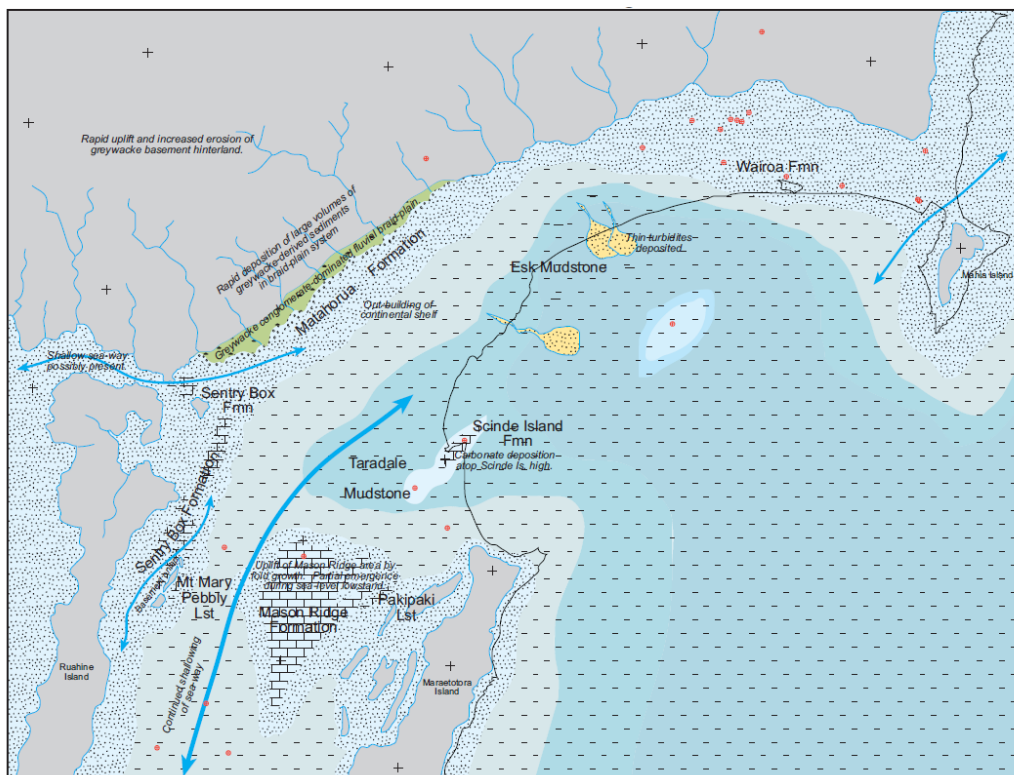 Rapid uplift and increased erosion of
greywacke basement hinterland.
Wairoa Fmn
Rapid deposition of large volumes of
greywacke-derived sediments
in braid-plain system
Greywacke conglomerate-dominated fluvial braid-plain
Matahorua Formation
Thin turbidites
deposited
Esk Mudstone
Mahia Island
Out-building of
continental shelf
Shallow sea-way
possibly present
Sentry Box
Fmn
Scinde Island
Fmn
Carbonate deposition
atop Scinde Is. high
Taradale
Mudstone
Sentry Box Formation
Uplift of Mason Ridge area by
fold growth. Partial emergence
during sea-level lowstand
Mt Mary
Pebbly
Lst
Pakipaki
Lst
Mason Ridge
Formation
Ruahine
Island
Continued shallowing
of sea-way
Maraetotora
Island